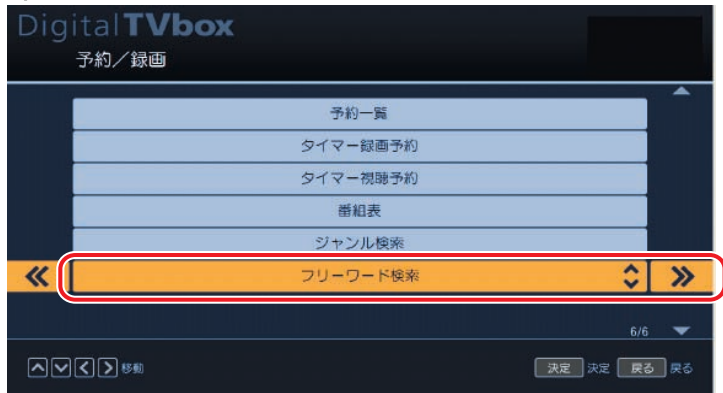 DigitalTVbox
予約／録画
予約一覧
タイマー録画予約
タイマー視聴予約
番組表
ジャンル検索
フリーワード検索
6/6
移動 決定 決定 戻る 戻る